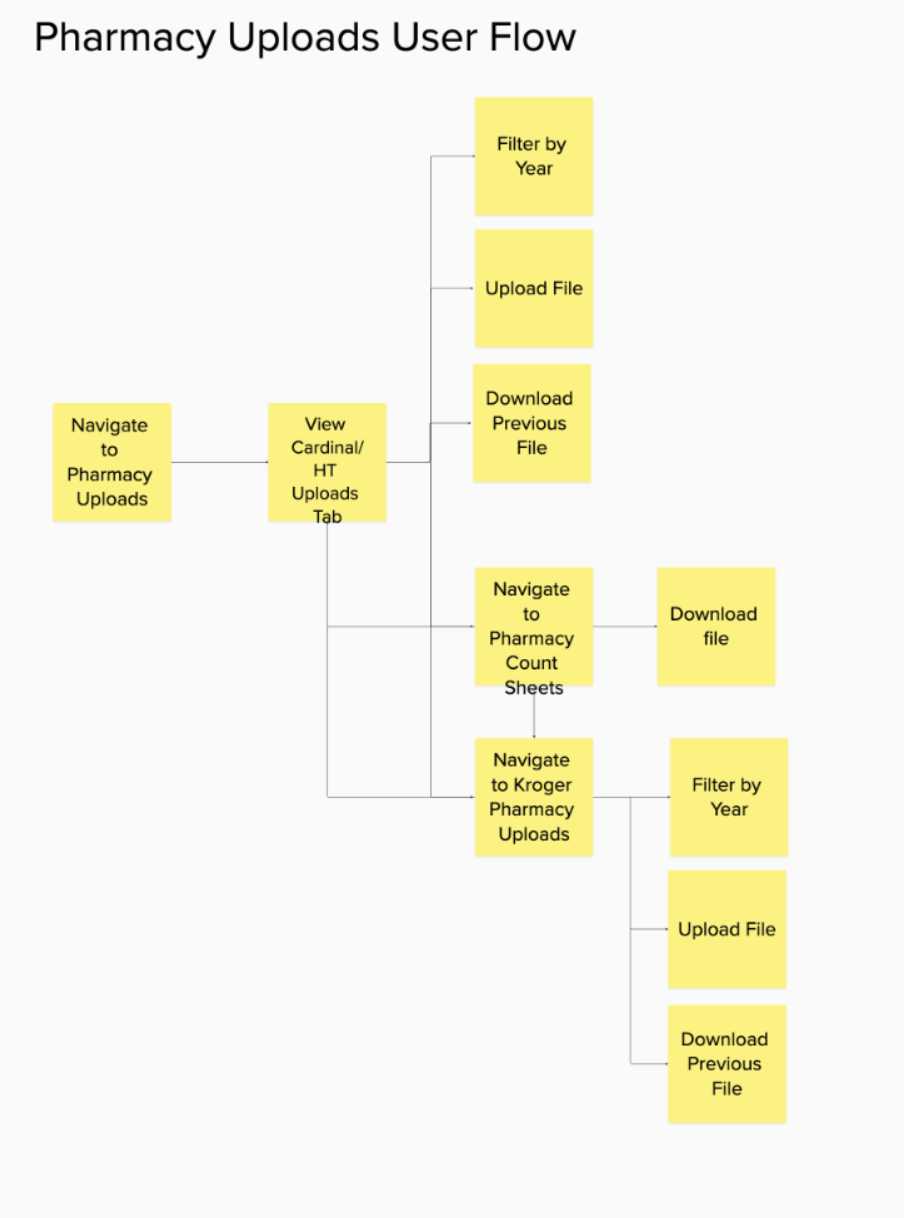 Pharmacy Uploads User Flow
Filter by
Year
Upload File
Download
Previous
File
Navigate
to
Pharmacy
Uploads
View
Cardinal/
HT
Uploads
Tab
Navigate
to
Pharmacy
Count
Sheets
Download
file
Navigate
to Kroger
Pharmacy
Uploads
Filter by
Year
Upload File
Download
Previous
File